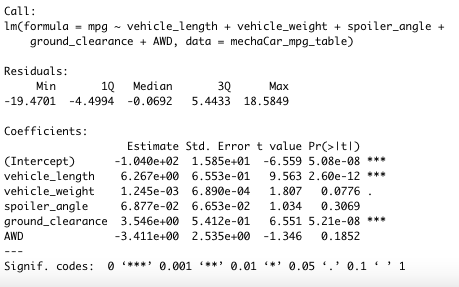 Call:
lm(formula = mpg ~ vehicle_length + vehicle_weight + spoiler_angle +
    ground_clearance + AWD, data = mechaCar_mpg_table)

Residuals:
     Min       1Q   Median       3Q      Max
-19.4701  -4.4994  -0.0692   5.4433  18.5849

Coefficients:
                   Estimate Std. Error t value Pr(>|t|)
(Intercept)      -1.040e+02  1.585e+01  -6.559 5.08e-08 ***
vehicle_length    6.267e+00  6.553e-01   9.563 2.60e-12 ***
vehicle_weight    1.245e-03  6.890e-04   1.807   0.0776 .
spoiler_angle     6.877e-02  6.653e-02   1.034   0.3069
ground_clearance  3.546e+00  5.412e-01   6.551 5.21e-08 ***
AWD              -3.411e+00  2.535e+00  -1.346   0.1852
---
Signif. codes:  0 ‘***’ 0.001 ‘**’ 0.01 ‘*’ 0.05 ‘.’ 0.1 ‘ ’ 1